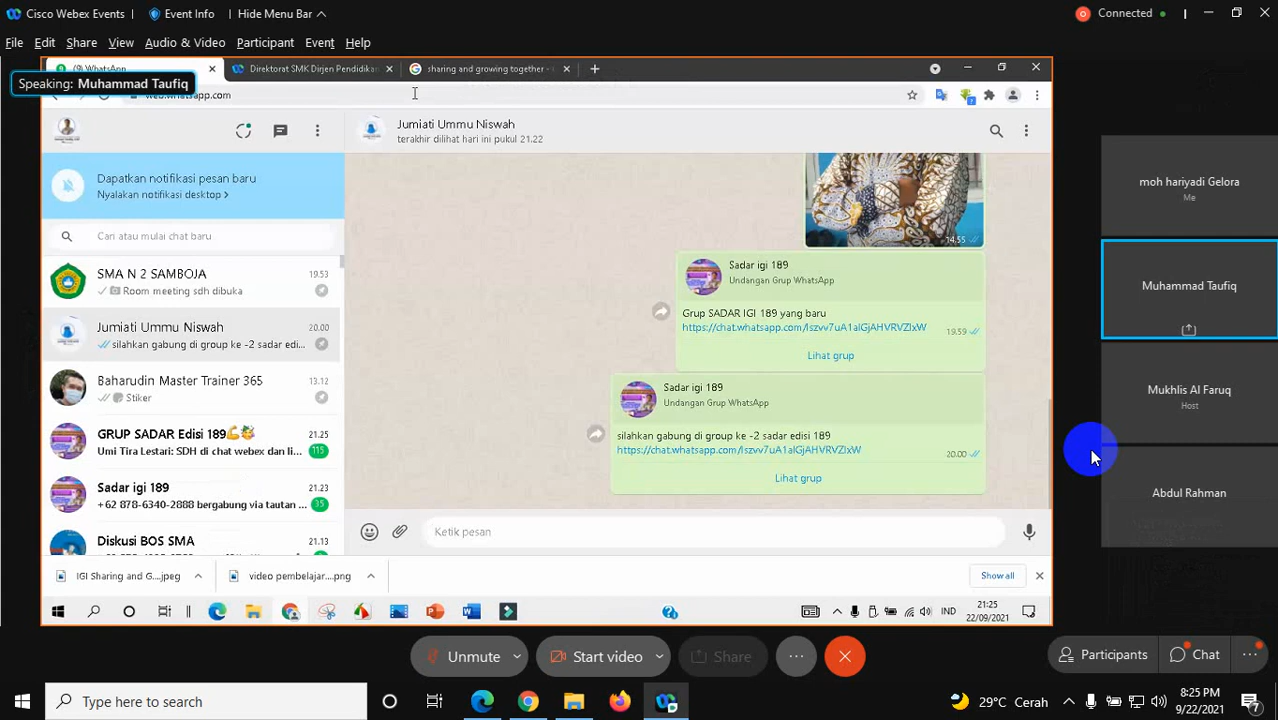 Cisco Webex Events
Event Info
Hide Menu Bar
Connected
File Edit Share View Audio & Video Participant Event Help
(9) WhatsApp
Direktorat SMK Dirjen Pendidika
sharing and growing together -
Speaking: Muhammad Taufiq
web.whatsapp.com
Jumiati Ummu Niswah
terakhir dilihat hari ini pukul 21.22
Dapatkan notifikasi pesan baru
Nyalakan notifikasi desktop >
Cari atau mulai chat baru
SMA N 2 SAMBOJA
19.53
Room meeting sdh dibuka
Jumiati Ummu Niswah
20.00
silahkan gabung di group ke -2 sadar edi...
Baharudin Master Trainer 365
13.12
Stiker
GRUP SADAR Edisi 189
21.25
Umi Tira Lestari: SDH di chat webex dan li...
115
Sadar igi 189
21.23
+62 878-6340-2888 bergabung via tautan ...
35
Diskusi BOS SMA
21.13
14.55
Sadar igi 189
Undangan Grup WhatsApp
Grup SADAR IGI 189 yang baru
https://chat.whatsapp.com/Iszvv7uA1alGjAHVRVZIxW
19.59
Lihat grup
Sadar igi 189
Undangan Grup WhatsApp
silahkan gabung di group ke -2 sadar edisi 189
https://chat.whatsapp.com/Iszvv7uA1alGjAHVRVZIxW
20.00
Lihat grup
Ketik pesan
IGI Sharing and G....jpeg
video pembelajar....png
Show all
IND
21:25
22/09/2021
moh hariyadi Gelora
Me
Muhammad Taufiq
Mukhlis Al Faruq
Host
Abdul Rahman
Unmute
Start video
Share
Participants
Chat
Type here to search
29°C Cerah
8:25 PM
9/22/2021
7